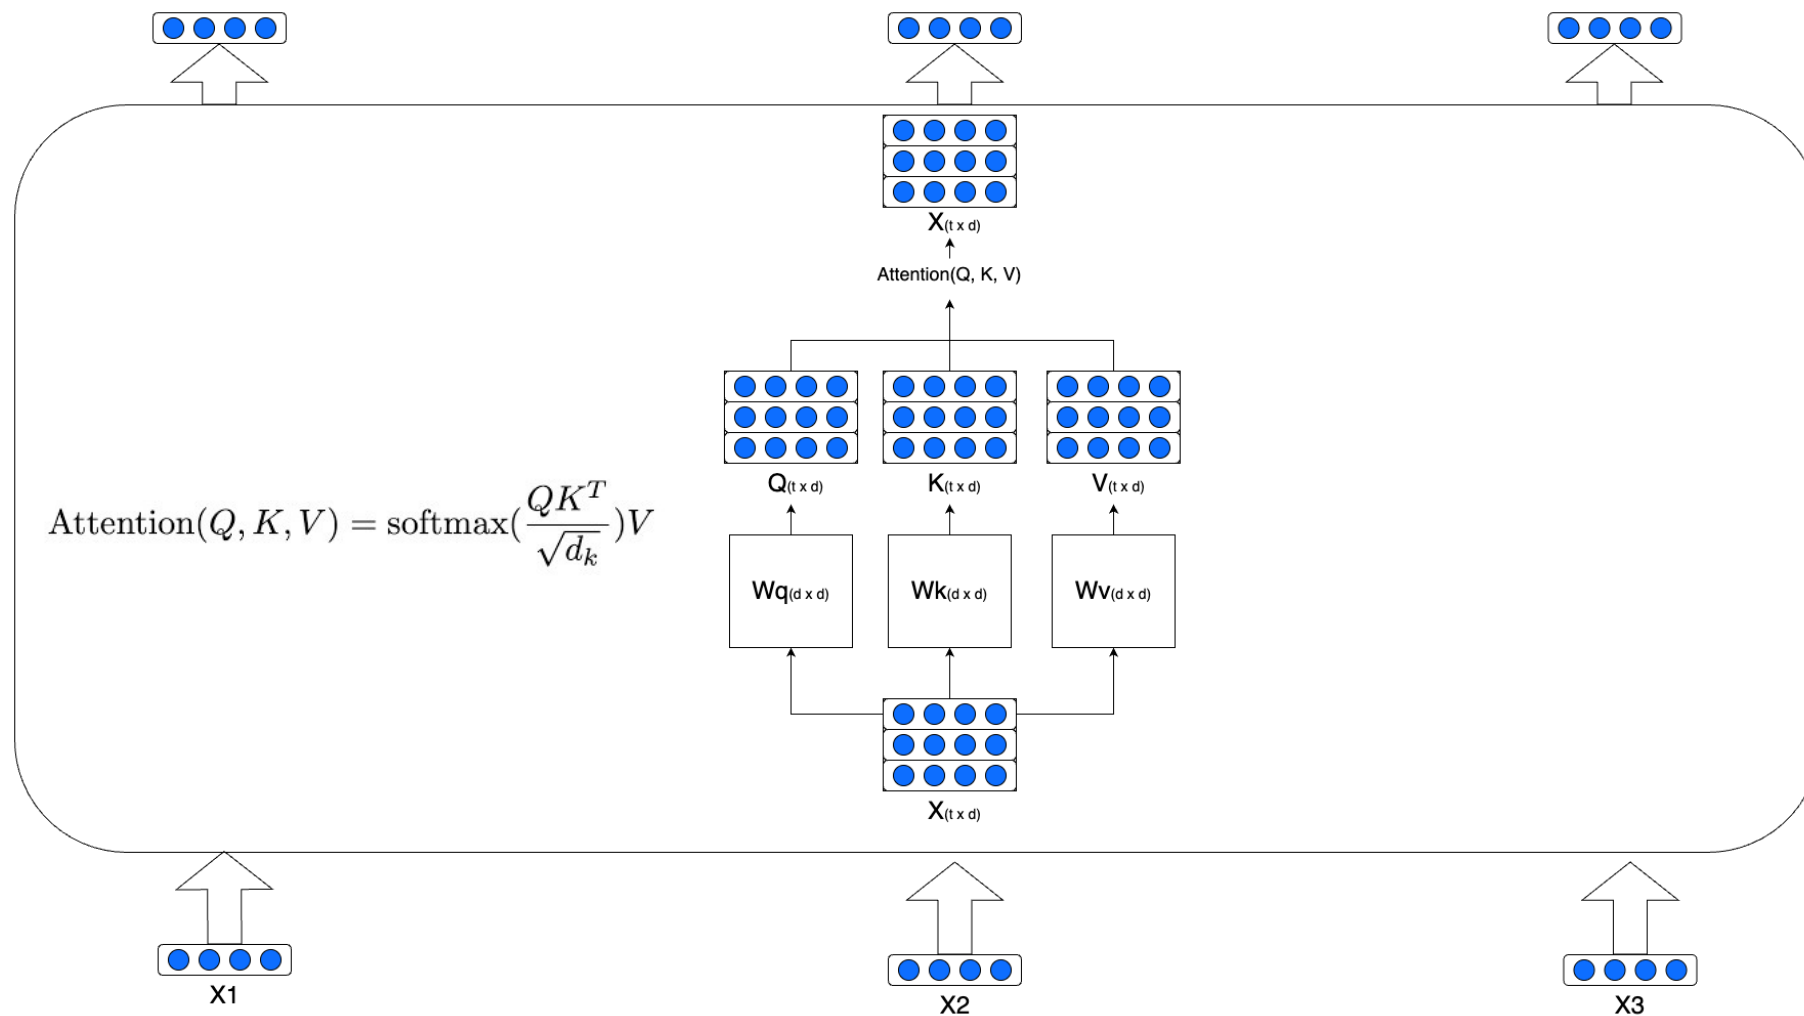 X(t x d)
Attention(Q, K, V)
Q(t x d) K(t x d) V(t x d)
Attention(Q, K, V) = softmax(QK^T/√d_k)V
Wq(d x d) Wk(d x d) Wv(d x d)
X(t x d)
X1 X2 X3